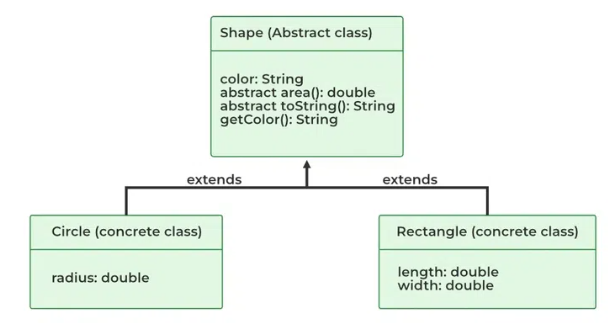 Shape (Abstract class)
color: String
abstract area(): double
abstract toString(): String
getColor(): String
extends
extends
Circle (concrete class)
radius: double
Rectangle (concrete class)
length: double
width: double